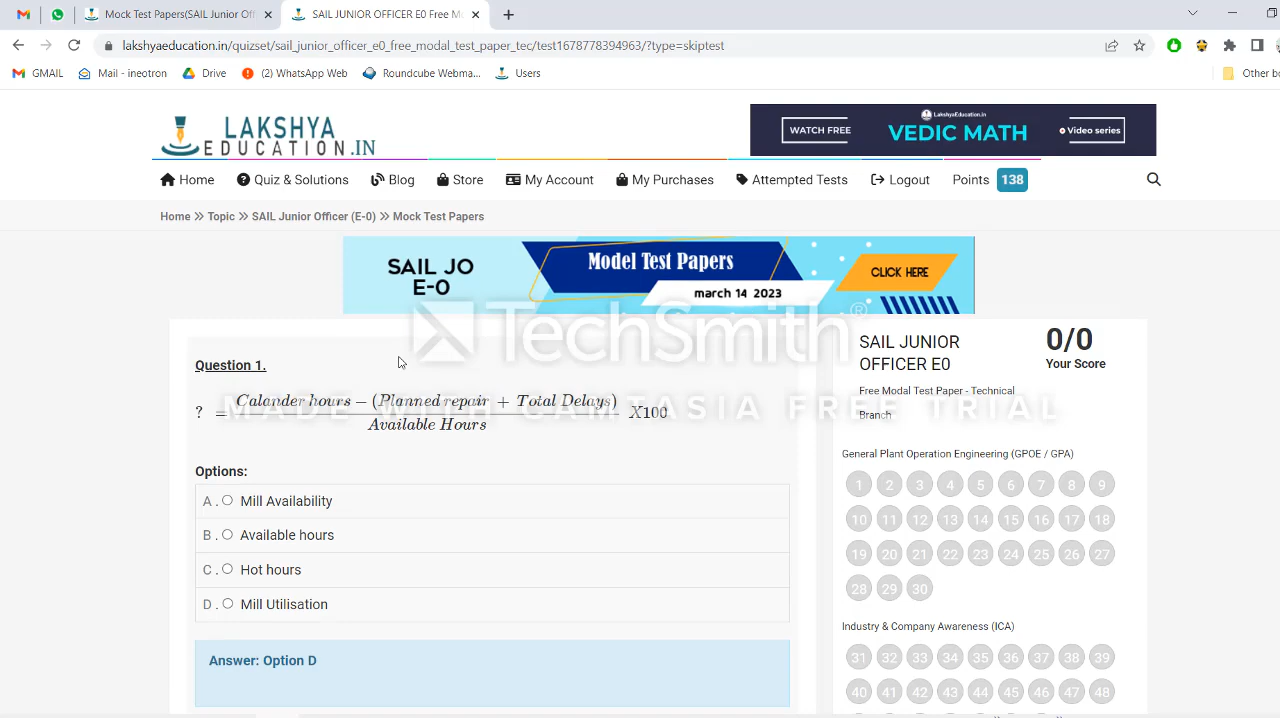 Mock Test Papers(SAIL Junior Off
SAIL JUNIOR OFFICER E0 Free Mo
lakshyaeducation.in/quizset/sail_junior_officer_e0_free_modal_test_paper_tec/test1678778394963/?type=skiptest
GMAIL Mail - ineotron Drive (2) WhatsApp Web Roundcube Webma... Users Other bo
LAKSHYA
EDUCATION.IN
WATCH FREE
LakshyaEducation.in
VEDIC MATH
Video series
Home Quiz & Solutions Blog Store My Account My Purchases Attempted Tests Logout Points 138
Home » Topic » SAIL Junior Officer (E-0) » Mock Test Papers
SAIL JO
E-0
Model Test Papers
march 14 2023
CLICK HERE
TechSmith®
MADE WITH CAMTASIA FREE TRIAL
Question 1.
? = Calander hours − (Planned repair + Total Delays)
Available Hours
X100
Options:
A . Mill Availability
B . Available hours
C . Hot hours
D . Mill Utilisation
Answer: Option D
SAIL JUNIOR
OFFICER E0
0/0
Your Score
Free Modal Test Paper - Technical
Branch
General Plant Operation Engineering (GPOE / GPA)
1 2 3 4 5 6 7 8 9
10 11 12 13 14 15 16 17 18
19 20 21 22 23 24 25 26 27
28 29 30
Industry & Company Awareness (ICA)
31 32 33 34 35 36 37 38 39
40 41 42 43 44 45 46 47 48